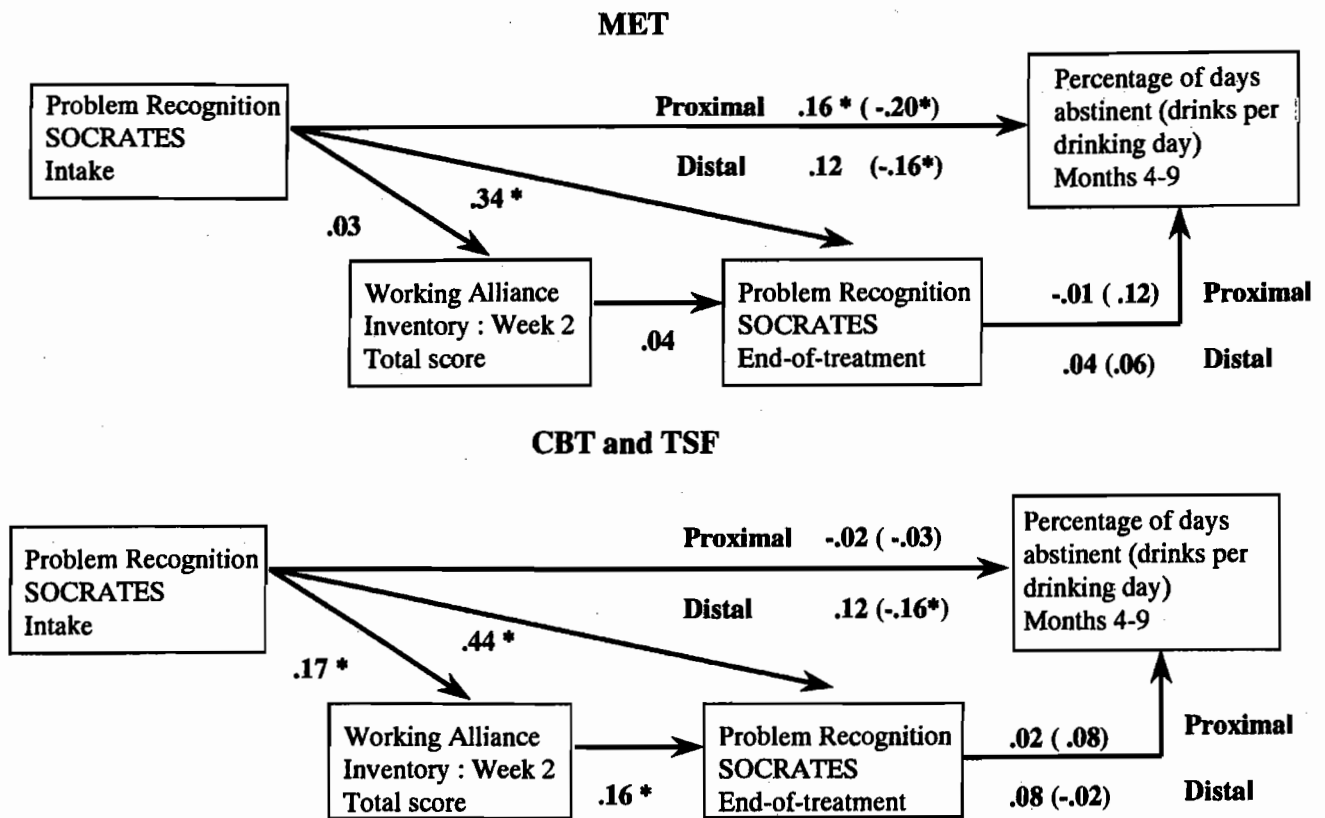 MET
Problem Recognition
SOCRATES
Intake
Proximal .16 * ( -.20*)
Distal .12 (-.16*)
Percentage of days
abstinent (drinks per
drinking day)
Months 4-9
.03
.34 *
Working Alliance
Inventory : Week 2
Total score
.04
Problem Recognition
SOCRATES
End-of-treatment
-.01 ( .12) Proximal
.04 (.06) Distal
CBT and TSF
Problem Recognition
SOCRATES
Intake
Proximal -.02 ( -.03)
Distal .12 (-.16*)
Percentage of days
abstinent (drinks per
drinking day)
Months 4-9
.17 *
.44 *
Working Alliance
Inventory : Week 2
Total score
.16 *
Problem Recognition
SOCRATES
End-of-treatment
.02 ( .08) Proximal
.08 (-.02) Distal